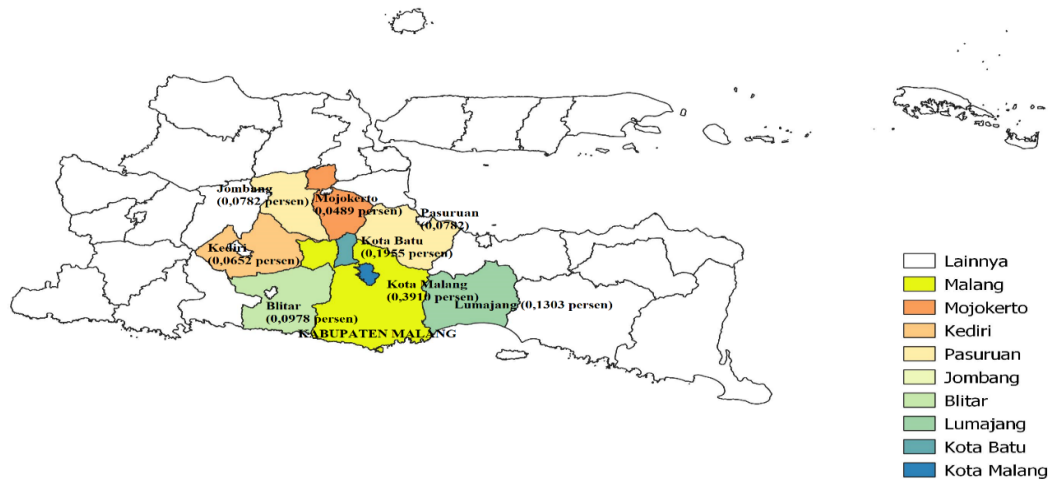 Jombang
(0,0782 persen)
Mojokerto
0,0489 persen)
Pasuruan
(0,0782)
Kediri
(0,0652 persen)
Kota Batu
(0,1955 persen)
Kota Malang
(0,3910 persen)
Lumajang (0,1303 persen)
Blitar
(0,0978 persen)
KABUPATEN MALANG
Lainnya
Malang
Mojokerto
Kediri
Pasuruan
Jombang
Blitar
Lumajang
Kota Batu
Kota Malang